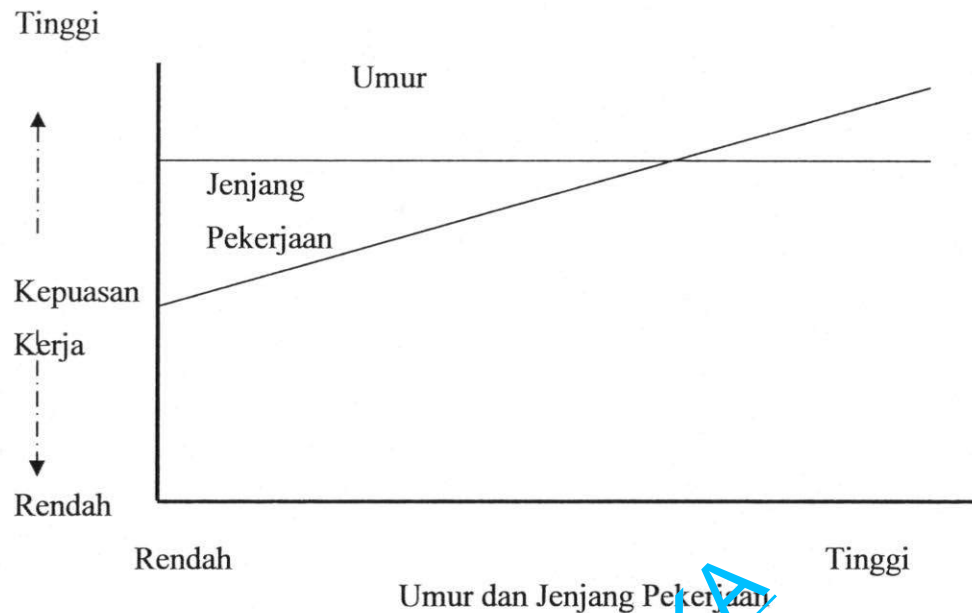 Tinggi
Umur
Jenjang
Pekerjaan
Kepuasan
Kerja
Rendah
Rendah Tinggi
Umur dan Jenjang Pekerjaan
A